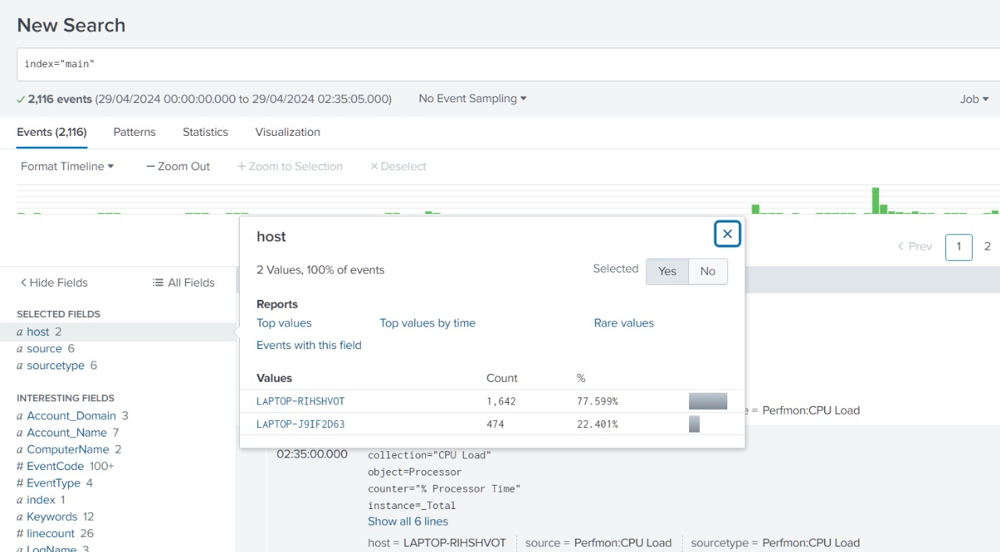 New Search
index="main"
2,116 events (29/04/2024 00:00:00.000 to 29/04/2024 02:35:05.000) No Event Sampling
Job
Events (2,116) Patterns Statistics Visualization
Format Timeline — Zoom Out + Zoom to Selection × Deselect
host
2 Values, 100% of events
Selected Yes No
Reports
Top values Top values by time Rare values
Events with this field
Values Count %
LAPTOP-RIHSHVOT 1,642 77.599%
LAPTOP-J9IF2D63 474 22.401%
< Prev 1 2
< Hide Fields All Fields
SELECTED FIELDS
a host 2
a source 6
a sourcetype 6
INTERESTING FIELDS
a Account_Domain 3
a Account_Name 7
a ComputerName 2
# EventCode 100+
# EventType 4
a index 1
a Keywords 12
# linecount 26
a LogName 3
e = Perfmon:CPU Load
02:35:00.000
collection="CPU Load"
object=Processor
counter="% Processor Time"
instance=_Total
Show all 6 lines
host = LAPTOP-RIHSHVOT source = Perfmon:CPU Load sourcetype = Perfmon:CPU Load